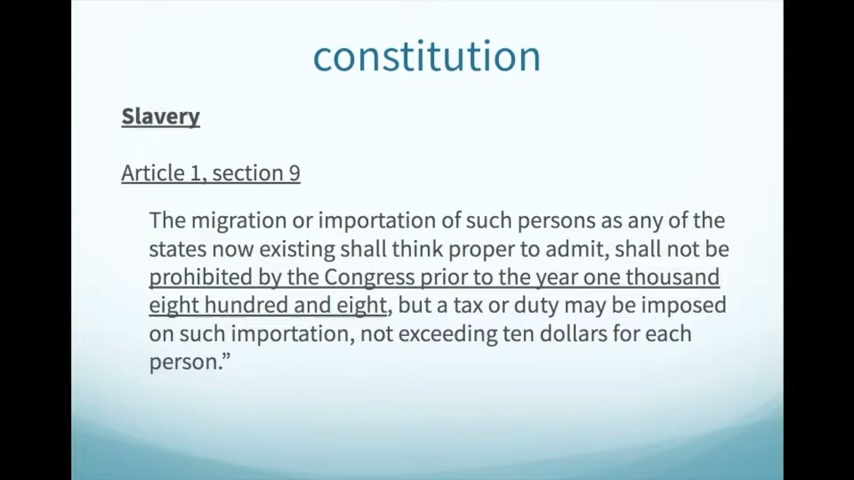 constitution
Slavery
Article 1, section 9
The migration or importation of such persons as any of the
states now existing shall think proper to admit, shall not be
prohibited by the Congress prior to the year one thousand
eight hundred and eight, but a tax or duty may be imposed
on such importation, not exceeding ten dollars for each
person.”